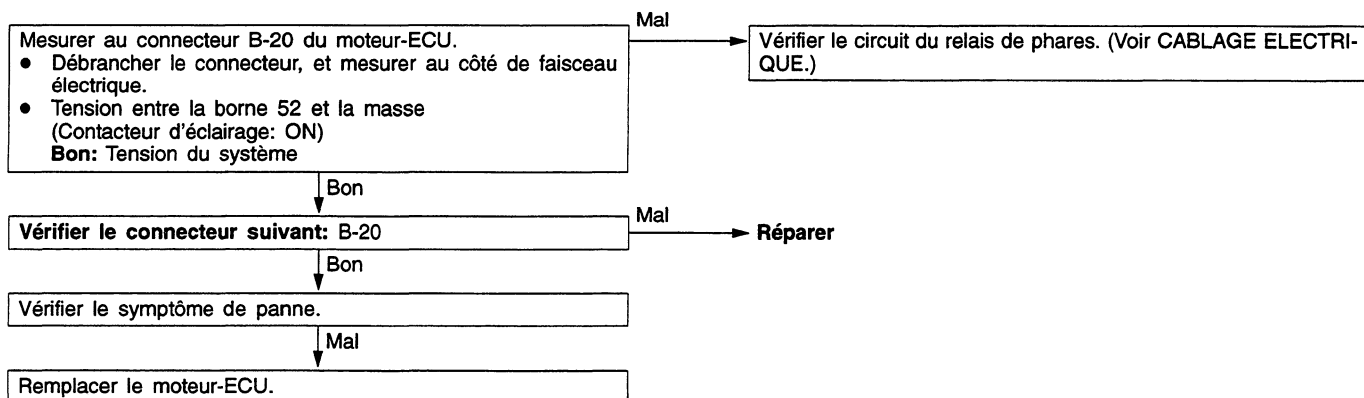 Mal
Mesurer au connecteur B-20 du moteur-ECU.
● Débrancher le connecteur, et mesurer au côté de faisceau
électrique.
● Tension entre la borne 52 et la masse
(Contacteur d'éclairage: ON)
Bon: Tension du système
Vérifier le circuit du relais de phares. (Voir CABLAGE ELECTRI-
QUE.)
Bon
Mal
Vérifier le connecteur suivant: B-20
Réparer
Bon
Vérifier le symptôme de panne.
Mal
Remplacer le moteur-ECU.